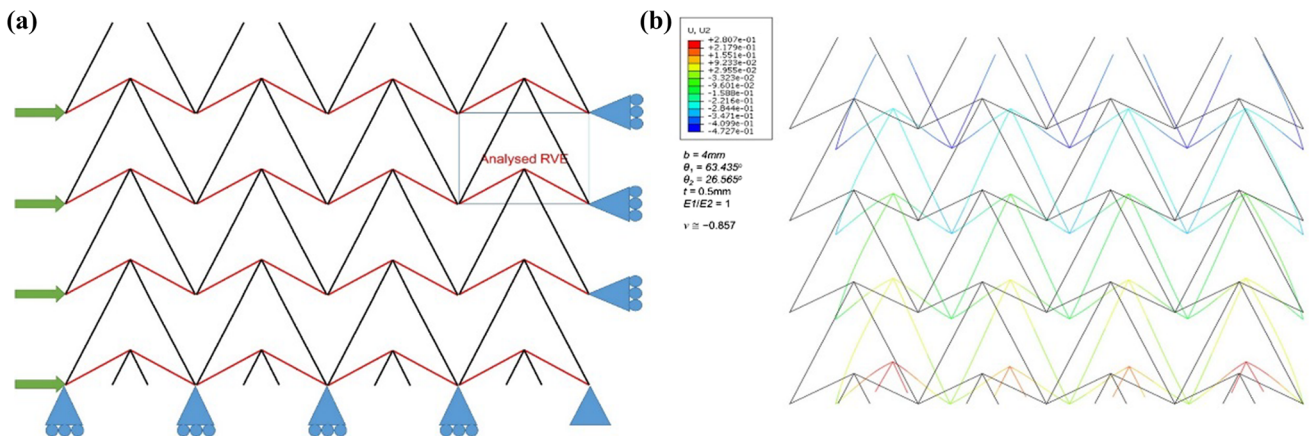 (a)
Analysed RVE
(b)
U, U2
+2.807e-01
+2.179e-01
+1.551e-01
+9.233e-02
+2.955e-02
-3.323e-02
-9.601e-02
-1.588e-01
-2.216e-01
-2.844e-01
-3.471e-01
-4.099e-01
-4.727e-01
b = 4mm
θ1 = 63.435º
θ2 = 26.565º
t = 0.5mm
E1/E2 = 1
ν ≅ −0.857